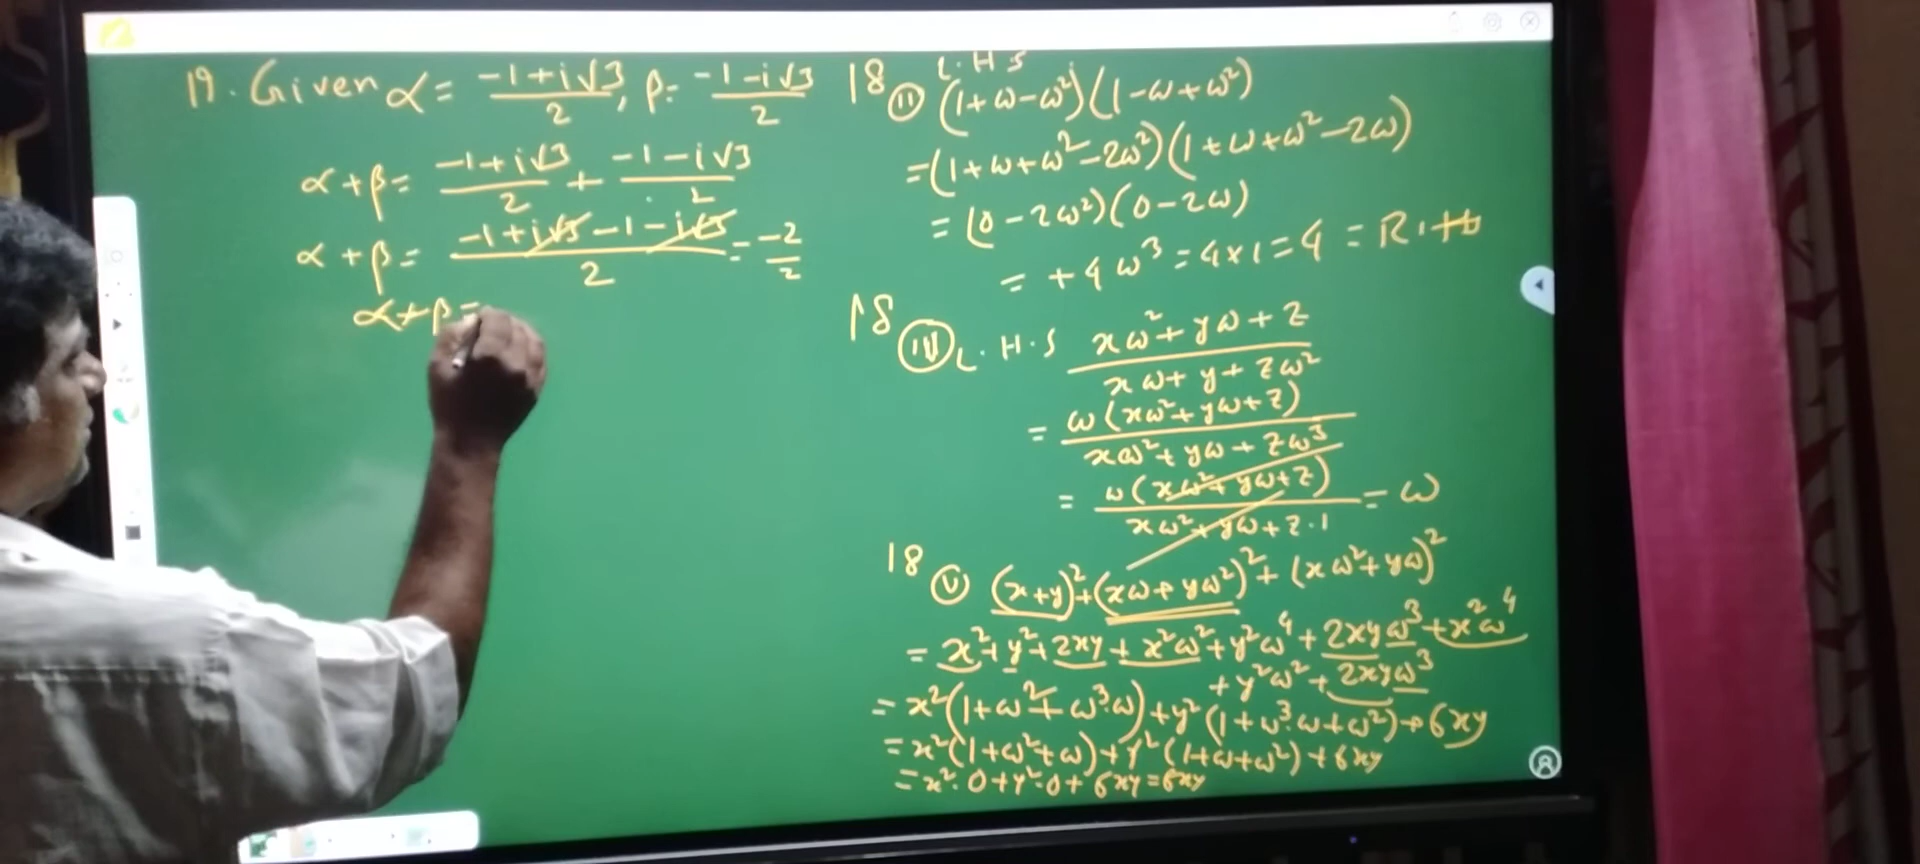 19. Given α = (-1+i√3)/2, β = (-1-i√3)/2
α+β = (-1+i√3)/2 + (-1-i√3)/2
α+β = (-1+i√3-1-i√3)/2 = -2/2
α+β =
18 (ii) L.H.S (1+ω-ω²)(1-ω+ω²)
=(1+ω+ω²-2ω²)(1+ω+ω²-2ω)
= (0-2ω²)(0-2ω)
= +4ω³ = 4×1 = 4 = R.H.S
18 (iv) L.H.S (xω²+yω+z)/(xω+y+zω²)
= ω(xω²+yω+z)/(xω²+yω+zω³)
= ω(xω²+yω+z)/(xω²+yω+z·1) = ω
18 (v) (x+y)²+(xω+yω²)²+(xω²+yω)²
= x²+y²+2xy+x²ω²+y²ω⁴+2xyω³+x²ω⁴
+y²ω²+2xyω³
= x²(1+ω²+ω³ω)+y²(1+ω³·ω+ω²)+6xy
= x²(1+ω²+ω)+y²(1+ω+ω²)+6xy
= x²·0+y²·0+6xy=6xy